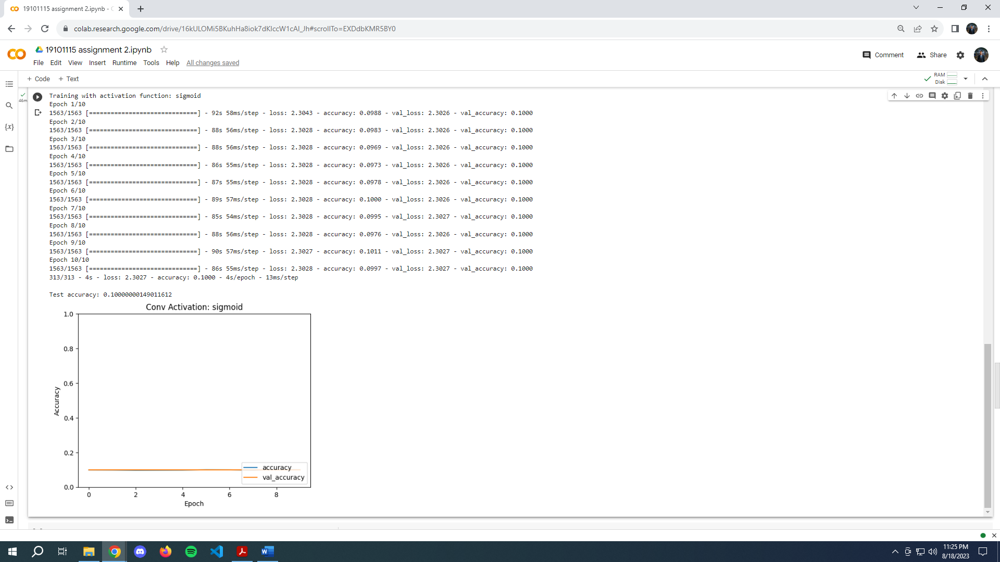 19101115 assignment 2.ipynb - C
colab.research.google.com/drive/16kULOMi5BKuhHa8iok7dKIccW1cAI_Jh#scrollTo=EXDdbKMR5BY0
19101115 assignment 2.ipynb
Comment
Share
File Edit View Insert Runtime Tools Help All changes saved
+ Code + Text
RAM
Disk
46m
Training with activation function: sigmoid
Epoch 1/10
1563/1563 [==============================] - 92s 58ms/step - loss: 2.3043 - accuracy: 0.0988 - val_loss: 2.3026 - val_accuracy: 0.1000
Epoch 2/10
1563/1563 [==============================] - 88s 56ms/step - loss: 2.3028 - accuracy: 0.0983 - val_loss: 2.3026 - val_accuracy: 0.1000
Epoch 3/10
1563/1563 [==============================] - 88s 56ms/step - loss: 2.3028 - accuracy: 0.0969 - val_loss: 2.3026 - val_accuracy: 0.1000
Epoch 4/10
1563/1563 [==============================] - 86s 55ms/step - loss: 2.3028 - accuracy: 0.0973 - val_loss: 2.3026 - val_accuracy: 0.1000
Epoch 5/10
1563/1563 [==============================] - 87s 55ms/step - loss: 2.3028 - accuracy: 0.0978 - val_loss: 2.3026 - val_accuracy: 0.1000
Epoch 6/10
1563/1563 [==============================] - 89s 57ms/step - loss: 2.3028 - accuracy: 0.1000 - val_loss: 2.3026 - val_accuracy: 0.1000
Epoch 7/10
1563/1563 [==============================] - 85s 54ms/step - loss: 2.3028 - accuracy: 0.0995 - val_loss: 2.3027 - val_accuracy: 0.1000
Epoch 8/10
1563/1563 [==============================] - 88s 56ms/step - loss: 2.3028 - accuracy: 0.0976 - val_loss: 2.3026 - val_accuracy: 0.1000
Epoch 9/10
1563/1563 [==============================] - 90s 57ms/step - loss: 2.3027 - accuracy: 0.1011 - val_loss: 2.3027 - val_accuracy: 0.1000
Epoch 10/10
1563/1563 [==============================] - 86s 55ms/step - loss: 2.3028 - accuracy: 0.0997 - val_loss: 2.3027 - val_accuracy: 0.1000
313/313 - 4s - loss: 2.3027 - accuracy: 0.1000 - 4s/epoch - 13ms/step
Test accuracy: 0.10000000149011612
Conv Activation: sigmoid
1.0
0.8
0.6
0.4
0.2
0.0
Accuracy
accuracy
val_accuracy
0 2 4 6 8
Epoch
11:25 PM
8/18/2023